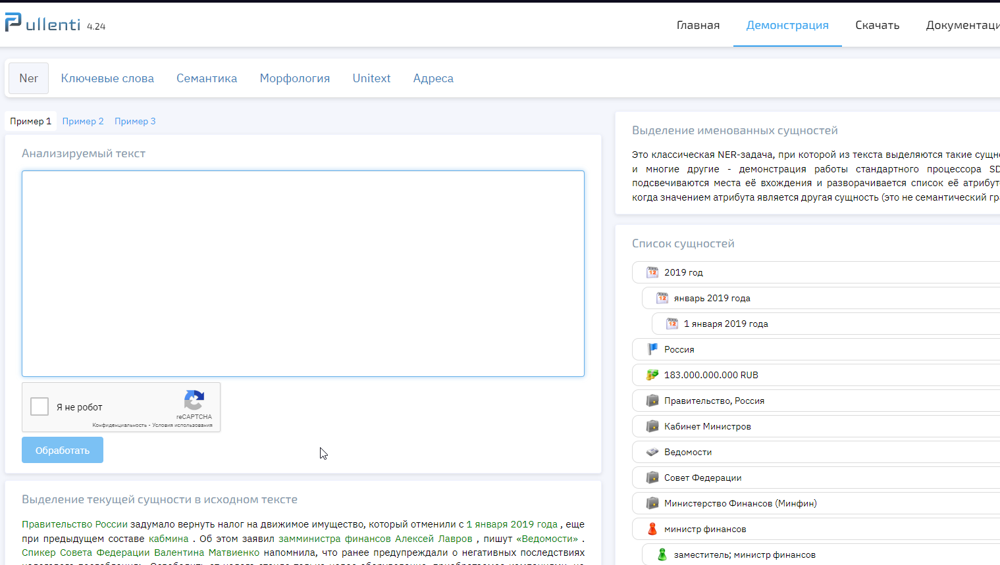 Pullenti 4.24
Главная Демонстрация Скачать Документаци
Ner Ключевые слова Семантика Морфология Unitext Адреса
Пример 1 Пример 2 Пример 3
Анализируемый текст
Я не робот
reCAPTCHA
Конфиденциальность - Условия использования
Обработать
Выделение текущей сущности в исходном тексте
Правительство России задумало вернуть налог на движимое имущество, который отменили с 1 января 2019 года , еще
при предыдущем составе кабмина . Об этом заявил замминистра финансов Алексей Лавров , пишут «Ведомости» .
Спикер Совета Федерации Валентина Матвиенко напомнила, что ранее предупреждали о негативных последствиях
Выделение именованных сущностей
Это классическая NER-задача, при которой из текста выделяются такие сущн
и многие другие - демонстрация работы стандартного процессора SD
подсвечиваются места её вхождения и разворачивается список её атрибут
когда значением атрибута является другая сущность (это не семантический гр
Список сущностей
2019 год
январь 2019 года
1 января 2019 года
Россия
183.000.000.000 RUB
Правительство, Россия
Кабинет Министров
Ведомости
Совет Федерации
Министерство Финансов (Минфин)
министр финансов
заместитель; министр финансов